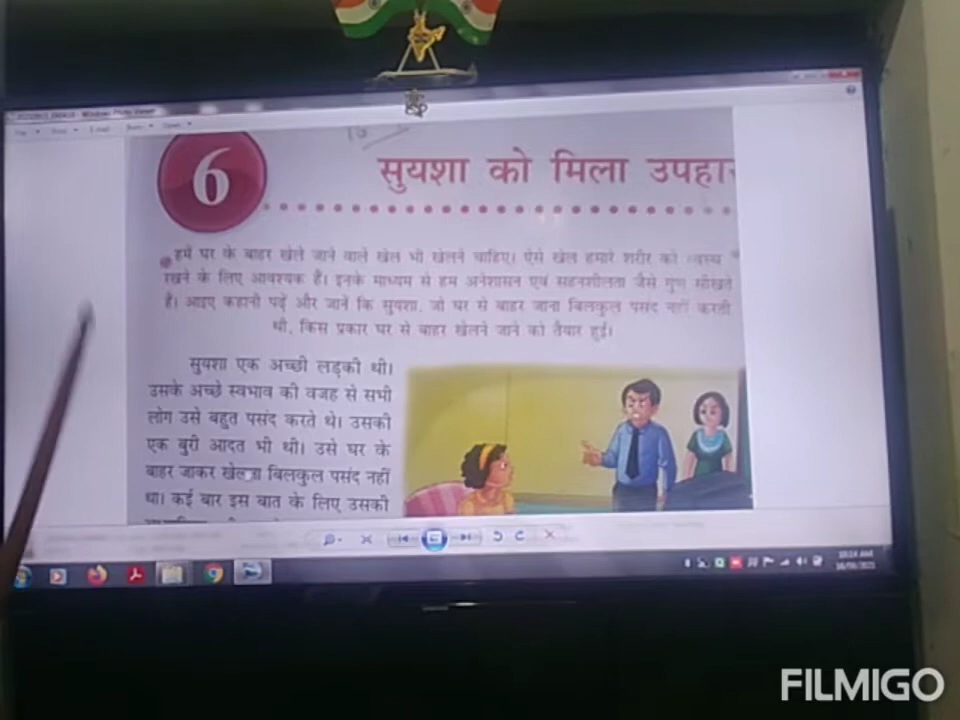 6
सुयशा को मिला उपहार
हमें घर के बाहर खेले जाने वाले खेल भी खेलने चाहिए। ऐसे खेल हमारे शरीर को
रखने के लिए आवश्यक हैं। इनके माध्यम से हम अनुशासन एवं सहनशीलता जैसे गुण सीखते
हैं। आइए कहानी पढ़ें और जानें कि सुयशा, जो घर से बाहर जाना बिलकुल पसंद नहीं करती
थी, किस प्रकार घर से बाहर खेलने जाने को तैयार हुई।
सुयशा एक अच्छी लड़की थी।
उसके अच्छे स्वभाव की वजह से सभी
लोग उसे बहुत पसंद करते थे। उसकी
एक बुरी आदत भी थी। उसे घर के
बाहर जाकर खेलना बिलकुल पसंद नहीं
था। कई बार इस बात के लिए उसकी
10:14 AM
FILMIGO